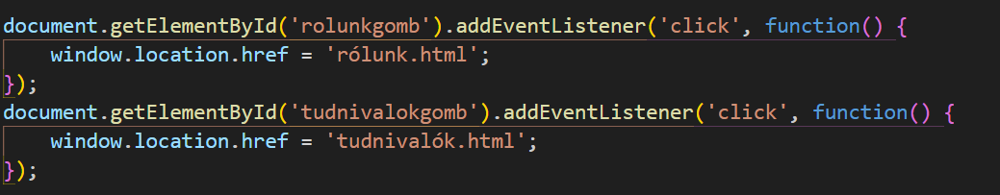 document.getElementById('rolunkgomb').addEventListener('click', function() {
    window.location.href = 'rólunk.html';
});
document.getElementById('tudnivalokgomb').addEventListener('click', function() {
    window.location.href = 'tudnivalók.html';
});